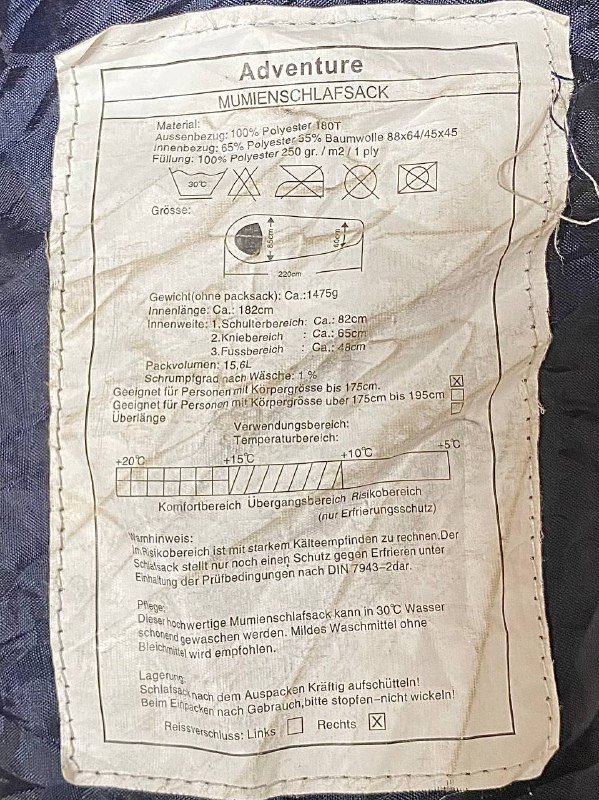 Adventure
MUMIENSCHLAFSACK
Material:
Aussenbezug: 100% Polyester 180T
Innenbezug: 65% Polyester 35% Baumwolle 88x64/45x45
Füllung: 100% Polyester 250 gr. / m2 / 1 ply
30℃
Grösse:
85cm
60cm
220cm
Gewicht(ohne packsack): Ca.:1475g
Innenlänge: Ca.: 182cm
Innenweite: 1.Schulterbereich: Ca.: 82cm
2.Kniebereich : Ca.: 65cm
3.Fussbereich : Ca.: 48cm
Packvolumen: 15,6L
Schrumpfgrad nach Wäsche: 1 %
Geeignet für Personen mit Körpergrösse bis 175cm.
Geeignet für Personen mit Körpergrösse uber 175cm bis 195cm
Überlänge
Verwendungsbereich:
Temperaturbereich:
+20℃ +15℃ +10℃ +5℃
Komfortbereich Übergangsbereich Risikobereich
(nur Erfrierungsschutz)
Warnhinweis:
Im Risikobereich ist mit starkem Kälteempfinden zu rechnen.Der
Schlafsack stellt nur noch einen Schutz gegen Erfrieren unter
Einhaltung der Prüfbedingungen nach DIN 7943-2dar.
Pflege:
Dieser hochwertige Mumienschlafsack kann in 30℃ Wasser
schonend gewaschen werden. Mildes Waschmittel ohne
Bleichmittel wird empfohlen.
Lagerung:
Schlafsack nach dem Auspacken Kräftig aufschütteln!
Beim Einpacken nach Gebrauch,bitte stopfen-nicht wickeln!
Reissverschluss: Links Rechts